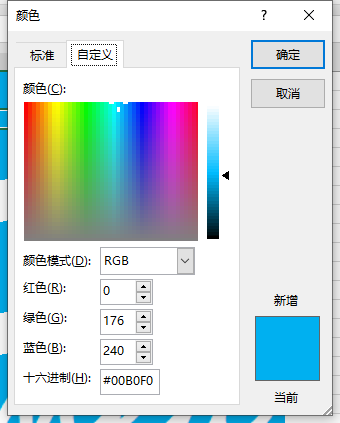 颜色
?
标准
自定义
确定
取消
颜色(C):
颜色模式(D):
RGB
红色(R):
0
绿色(G):
176
蓝色(B):
240
十六进制(H):
#00B0F0
新增
当前